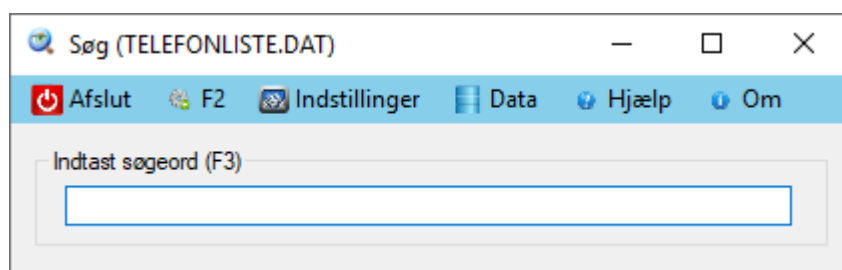 Søg (TELEFONLISTE.DAT)
Afslut F2 Indstillinger Data Hjælp Om
Indtast søgeord (F3)